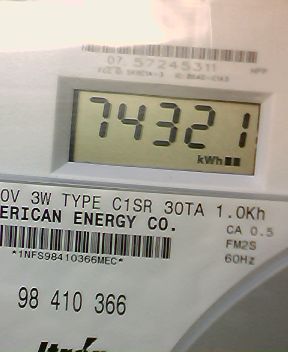 07 57245311
74321
kWh
0V 3W TYPE C1SR 30TA 1.0Kh
ERICAN ENERGY CO.
CA 0.5
FM2S
*1NFS98410366MEC*
60Hz
98 410 366
Itron